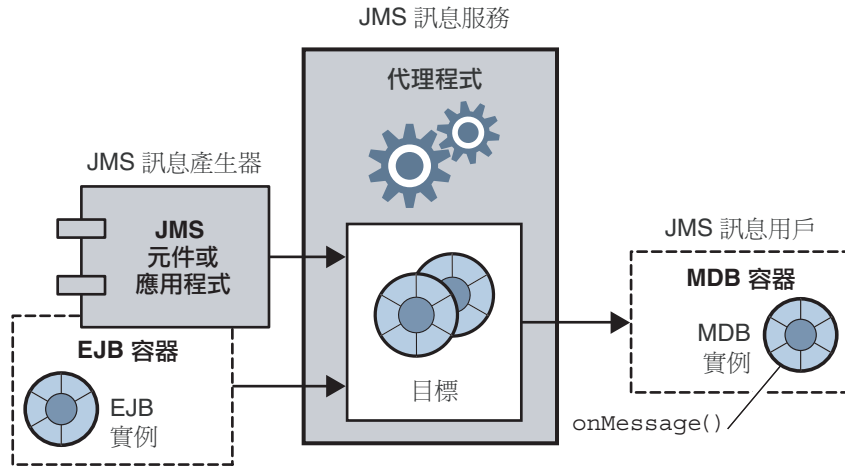 JMS 訊息服務
代理程式
JMS 訊息產生器
JMS
元件或
應用程式
EJB 容器
EJB
實例
目標
JMS 訊息用戶
MDB 容器
MDB
實例
onMessage()